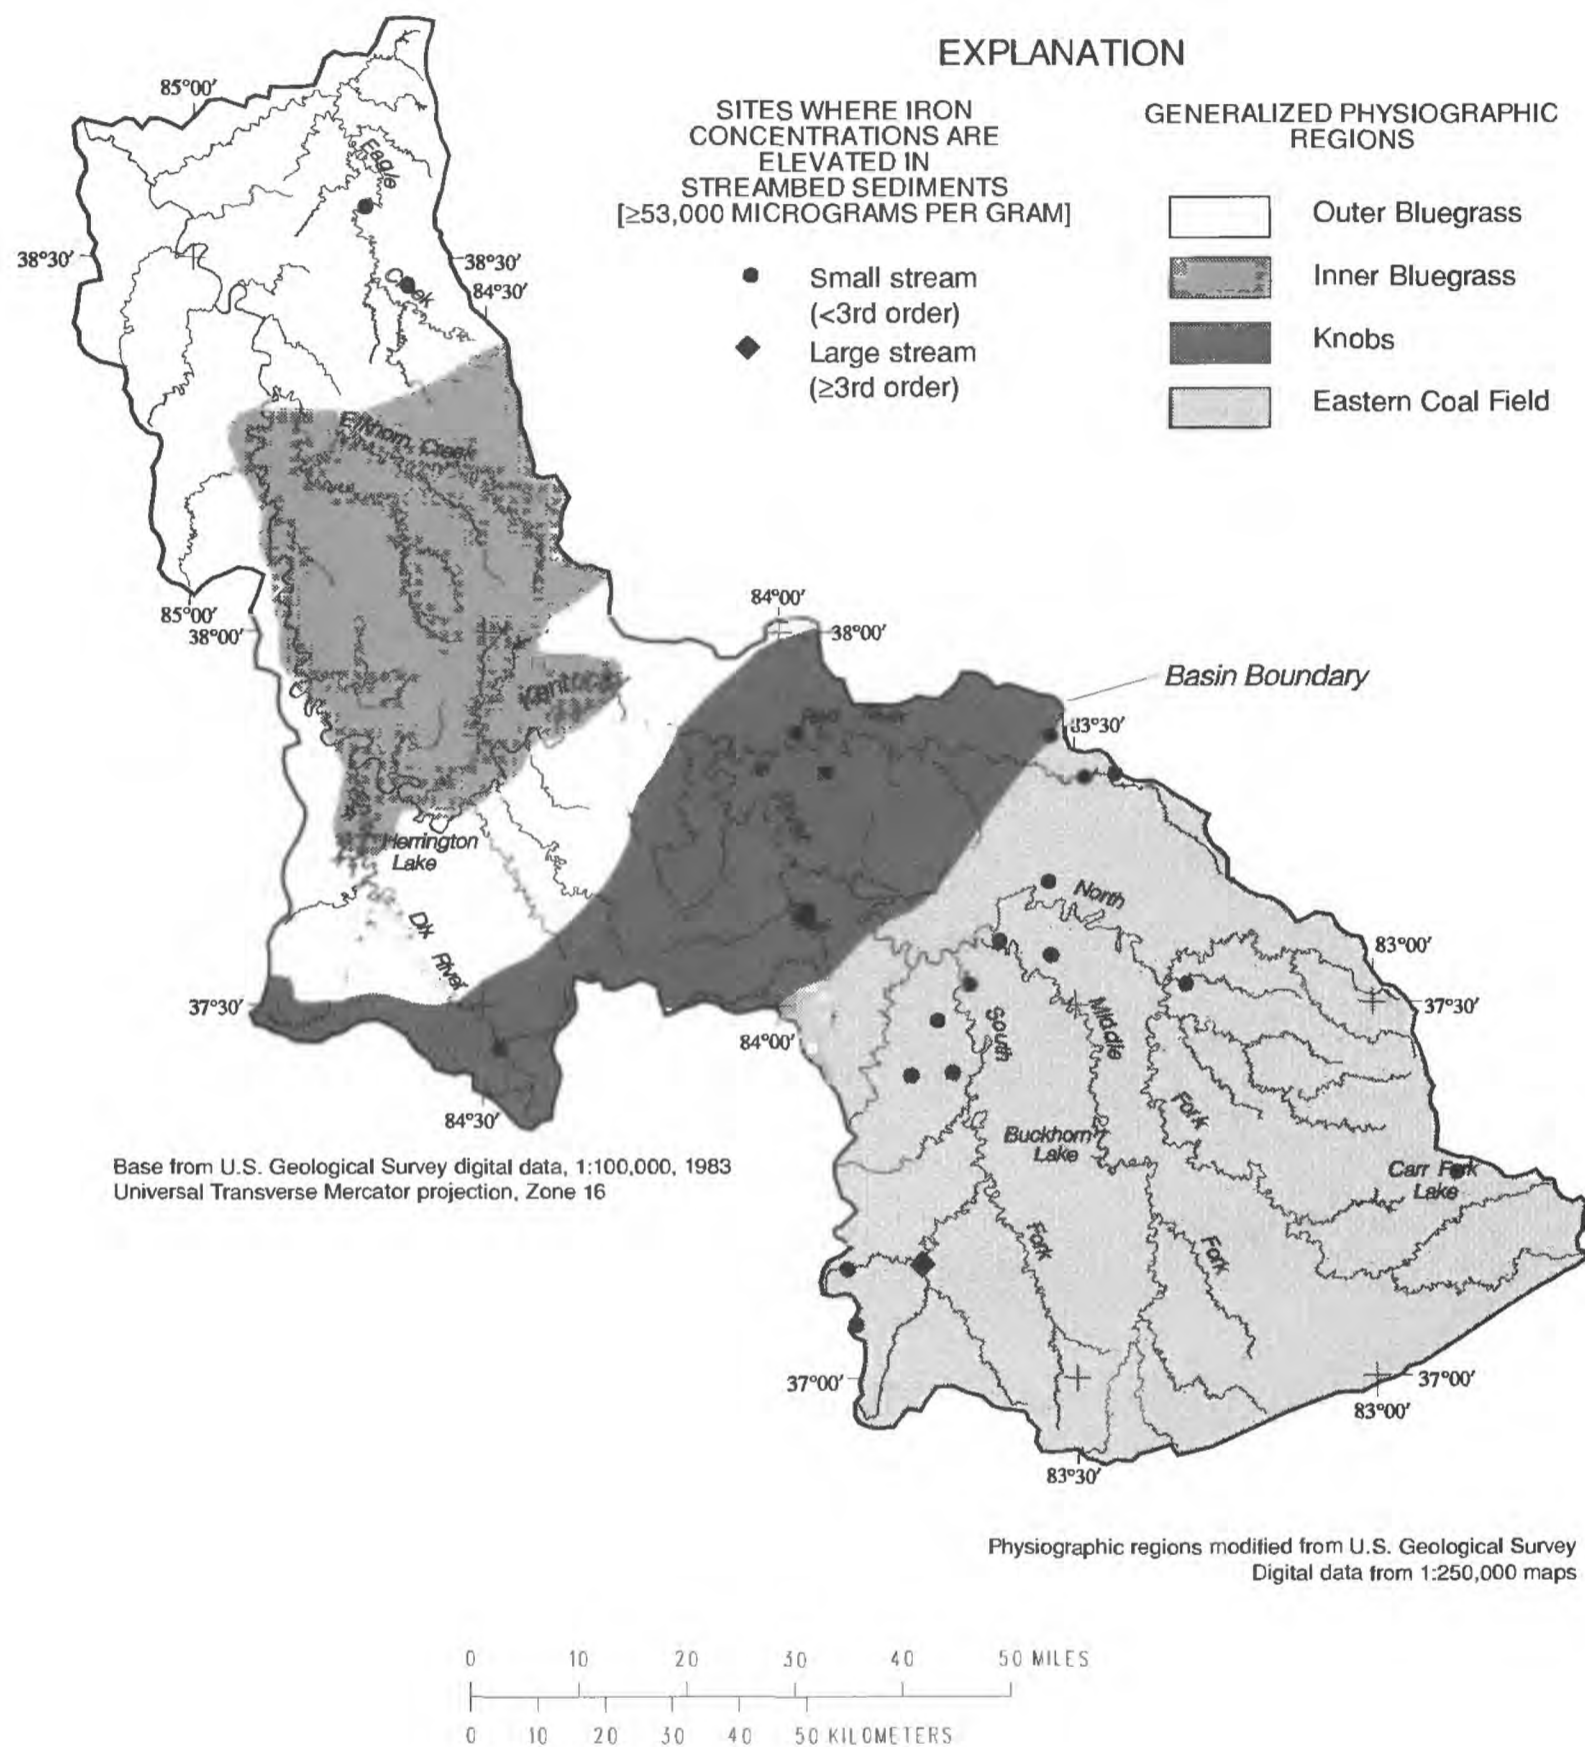 EXPLANATION
SITES WHERE IRON
CONCENTRATIONS ARE
ELEVATED IN
STREAMBED SEDIMENTS
[≥53,000 MICROGRAMS PER GRAM]
Small stream
(<3rd order)
Large stream
(≥3rd order)
GENERALIZED PHYSIOGRAPHIC
REGIONS
Outer Bluegrass
Inner Bluegrass
Knobs
Eastern Coal Field
85°00′
Eagle
38°30′
38°30′
Creek
84°30′
Elkhorn Creek
85°00′
38°00′
84°00′
38°00′
Basin Boundary
83°30′
River
Herrington
Lake
Dix River
North
83°00′
37°30′
37°30′
84°00′
South
Middle
84°30′
Fork
Buckhorn
Lake
Carr Fork
Lake
Base from U.S. Geological Survey digital data, 1:100,000, 1983
Universal Transverse Mercator projection, Zone 16
Fork
Fork
37°00′
37°00′
83°00′
83°30′
Physiographic regions modified from U.S. Geological Survey
Digital data from 1:250,000 maps
0 10 20 30 40 50 MILES
0 10 20 30 40 50 KILOMETERS